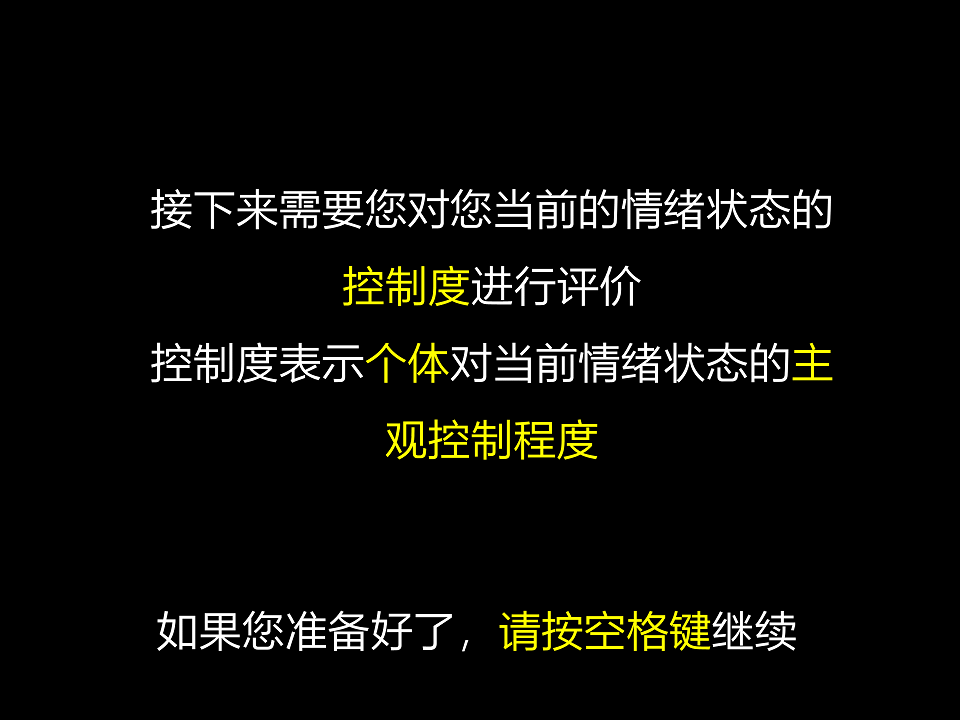 接下来需要您对您当前的情绪状态的
控制度进行评价
控制度表示个体对当前情绪状态的主
观控制程度
如果您准备好了，请按空格键继续